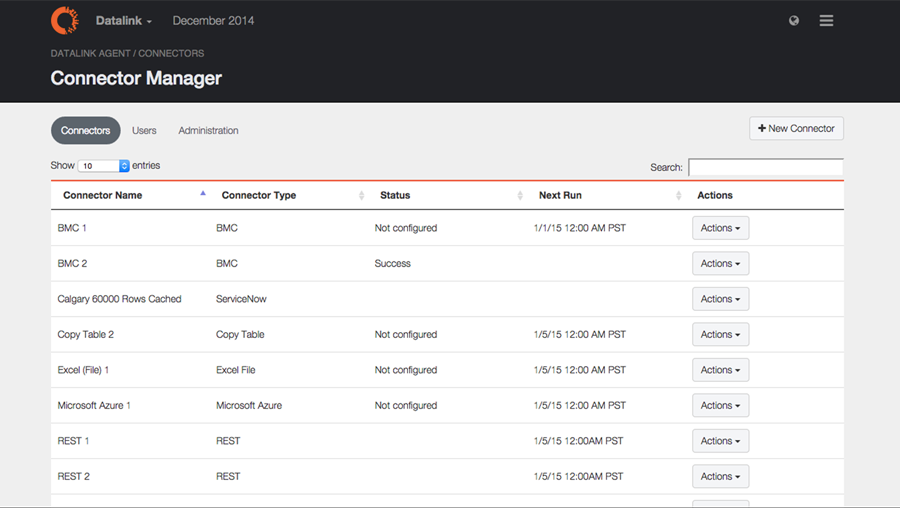 Datalink December 2014
DATALINK AGENT / CONNECTORS
Connector Manager
Connectors Users Administration + New Connector
Show 10 entries Search:
Connector Name Connector Type Status Next Run Actions
BMC 1 BMC Not configured 1/1/15 12:00 AM PST Actions
BMC 2 BMC Success Actions
Calgary 60000 Rows Cached ServiceNow Actions
Copy Table 2 Copy Table Not configured 1/5/15 12:00 AM PST Actions
Excel (File) 1 Excel File Not configured 1/5/15 12:00 AM PST Actions
Microsoft Azure 1 Microsoft Azure Not configured 1/5/15 12:00 AM PST Actions
REST 1 REST 1/5/15 12:00AM PST Actions
REST 2 REST 1/5/15 12:00AM PST Actions